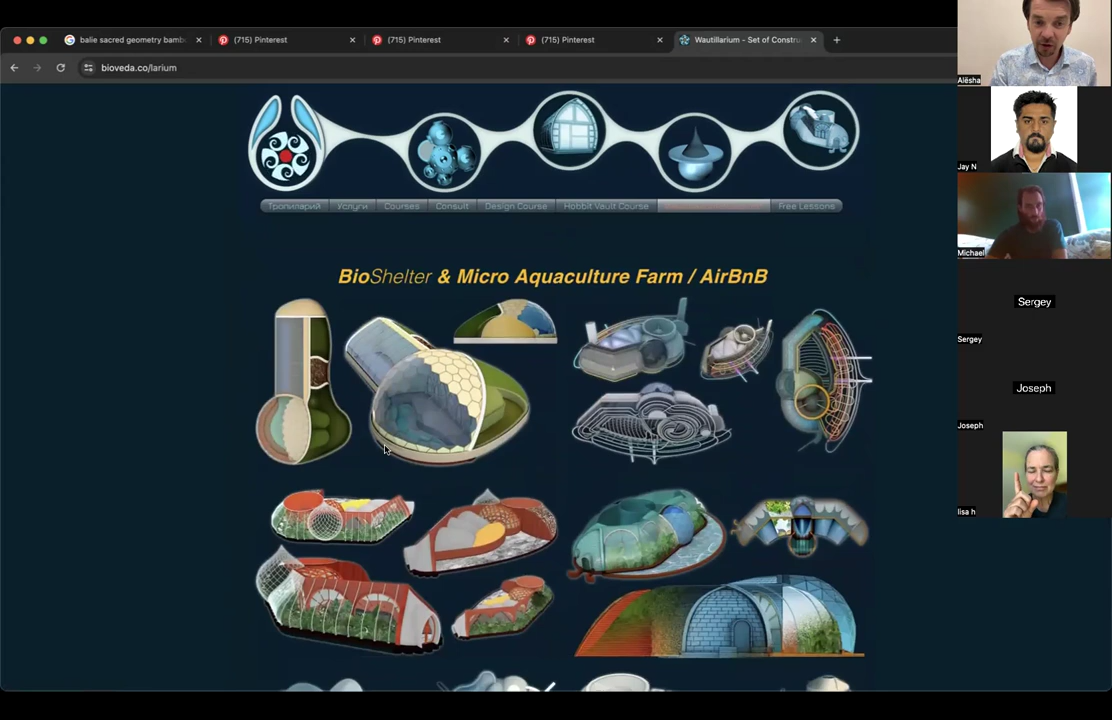 balie sacred geometry bamb
(715) Pinterest
(715) Pinterest
(715) Pinterest
Wautillarium - Set of Constru
bioveda.co/larium
Тропиларий
Услуги
Courses
Consult
Design Course
Hobbit Vault Course
Free Lessons
BioShelter & Micro Aquaculture Farm / AirBnB
Alësha
Jay N
Michael
Sergey
Sergey
Joseph
Joseph
lisa h